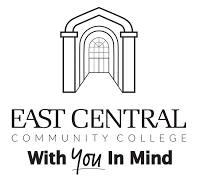 EAST CENTRAL
COMMUNITY COLLEGE
With You In Mind